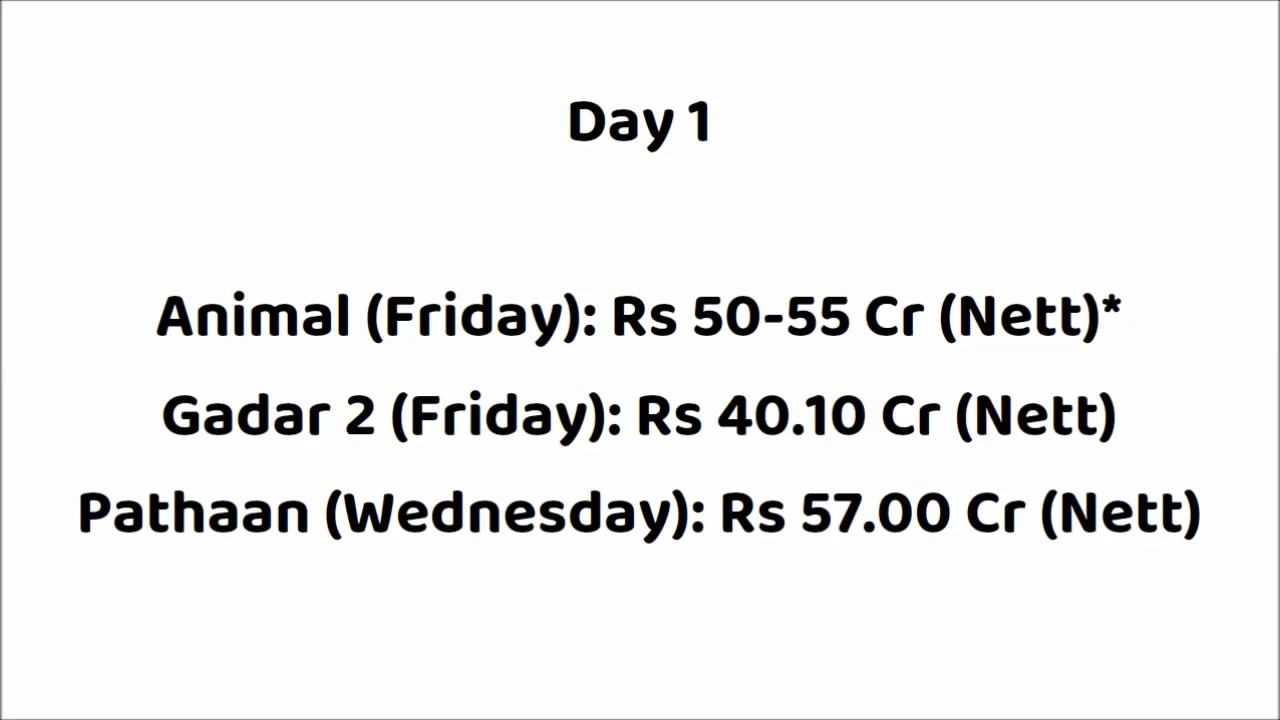 Day 1
Animal (Friday): Rs 50-55 Cr (Nett)*
Gadar 2 (Friday): Rs 40.10 Cr (Nett)
Pathaan (Wednesday): Rs 57.00 Cr (Nett)